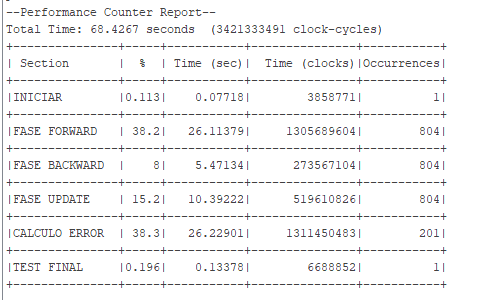 --Performance Counter Report--
Total Time: 68.4267 seconds  (3421333491 clock-cycles)
+---------------+-----+-----------+---------------+-----------+
| Section       |  %  | Time (sec)|  Time (clocks)|Occurrences|
+---------------+-----+-----------+---------------+-----------+
|INICIAR        |0.113|    0.07718|        3858771|          1|
+---------------+-----+-----------+---------------+-----------+
|FASE FORWARD   | 38.2|   26.11379|     1305689604|        804|
+---------------+-----+-----------+---------------+-----------+
|FASE BACKWARD  |    8|    5.47134|      273567104|        804|
+---------------+-----+-----------+---------------+-----------+
|FASE UPDATE    | 15.2|   10.39222|      519610826|        804|
+---------------+-----+-----------+---------------+-----------+
|CALCULO ERROR  | 38.3|   26.22901|     1311450483|        201|
+---------------+-----+-----------+---------------+-----------+
|TEST FINAL     |0.196|    0.13378|        6688852|          1|
+---------------+-----+-----------+---------------+-----------+